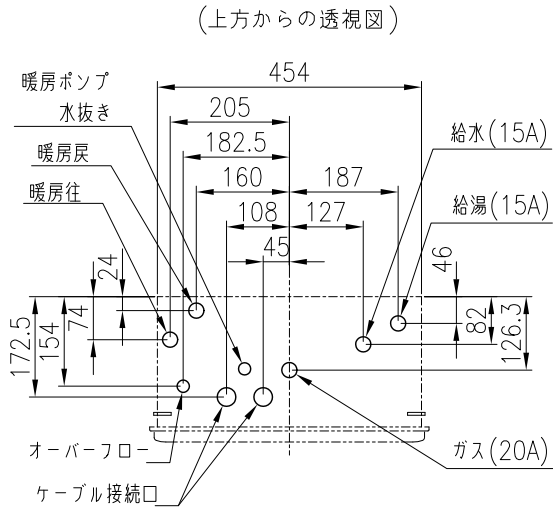 (上方からの透視図)
454
暖房ポンプ
水抜き
205
182.5
給水(15A)
暖房戻
160
187
暖房往
給湯(15A)
108
127
45
24
46
74
82
154
172.5
126.3
オーバーフロー
ガス(20A)
ケーブル接続口